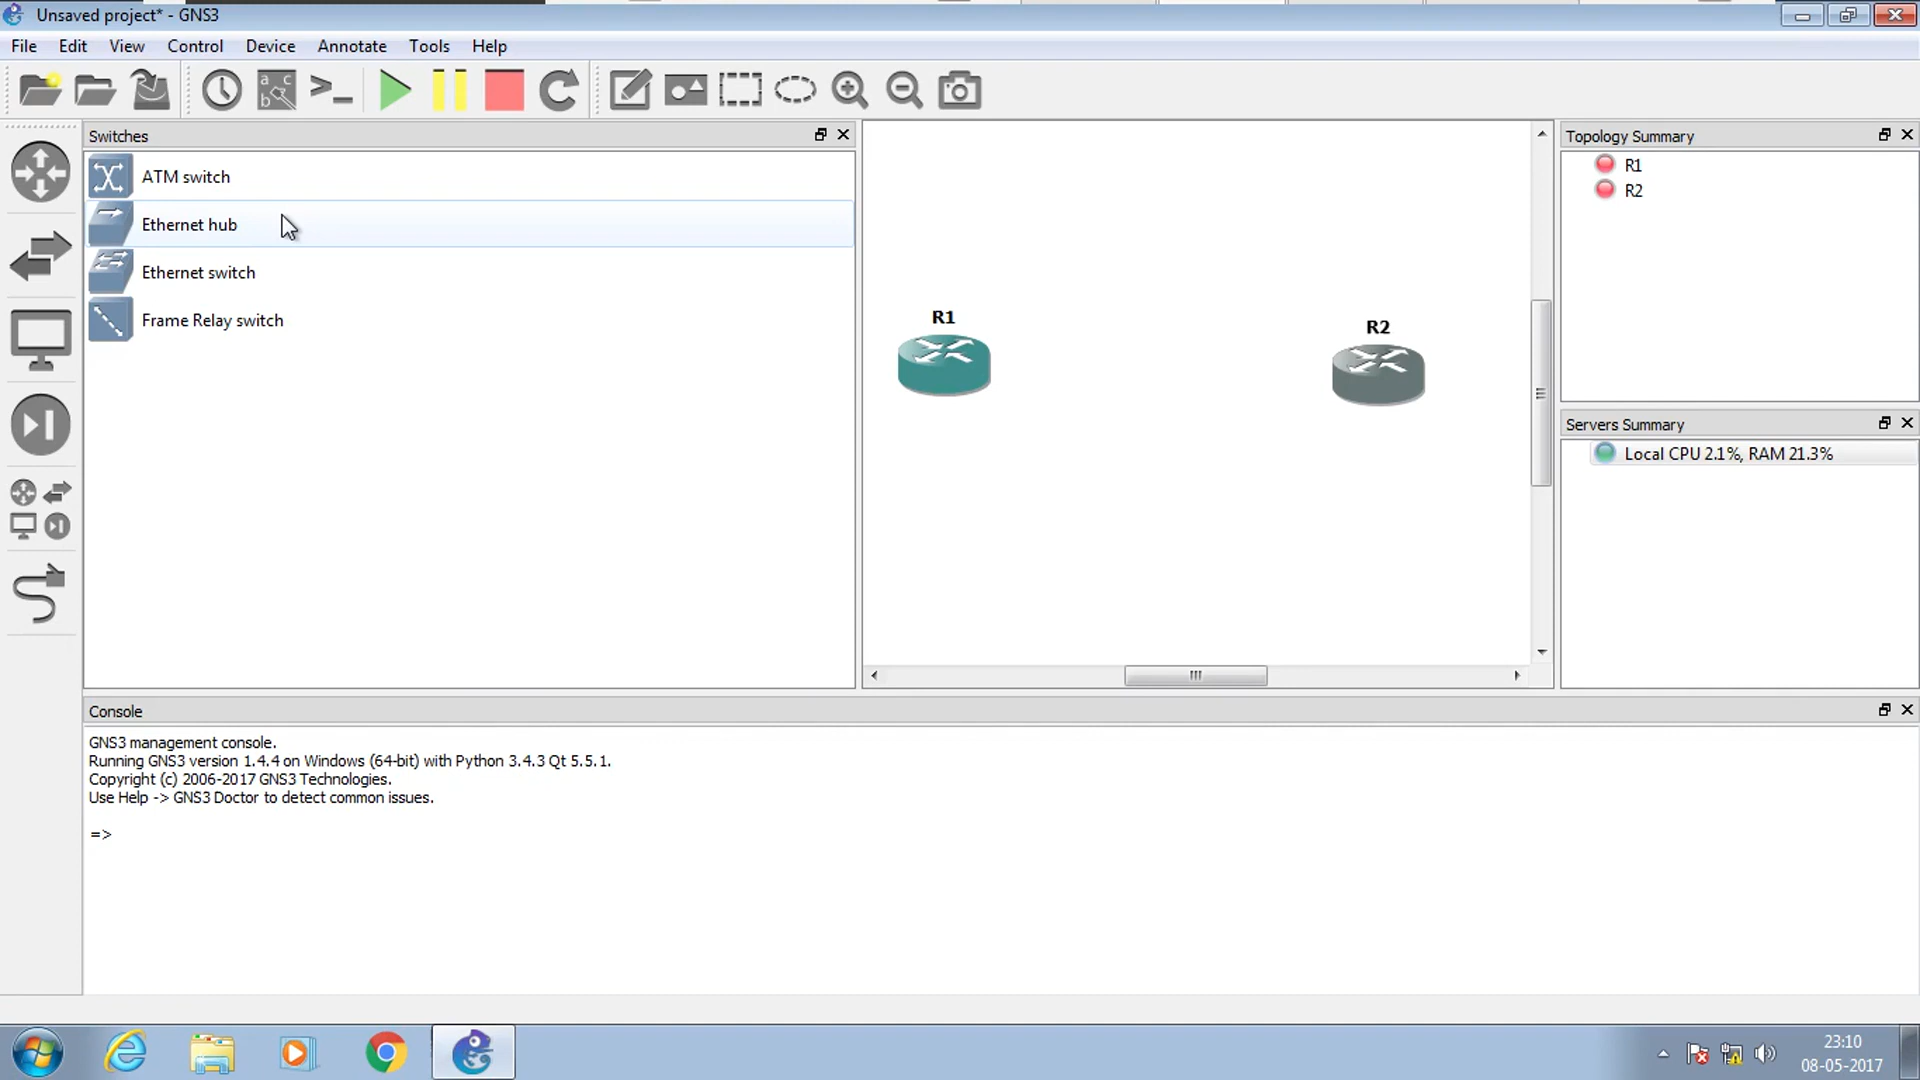 Unsaved project* - GNS3
File Edit View Control Device Annotate Tools Help
a c
b
>_
Switches
ATM switch
Ethernet hub
Ethernet switch
Frame Relay switch
R1
R2
Topology Summary
R1
R2
Servers Summary
Local CPU 2.1%, RAM 21.3%
Console
GNS3 management console.
Running GNS3 version 1.4.4 on Windows (64-bit) with Python 3.4.3 Qt 5.5.1.
Copyright (c) 2006-2017 GNS3 Technologies.
Use Help -> GNS3 Doctor to detect common issues.
=>
23:10
08-05-2017